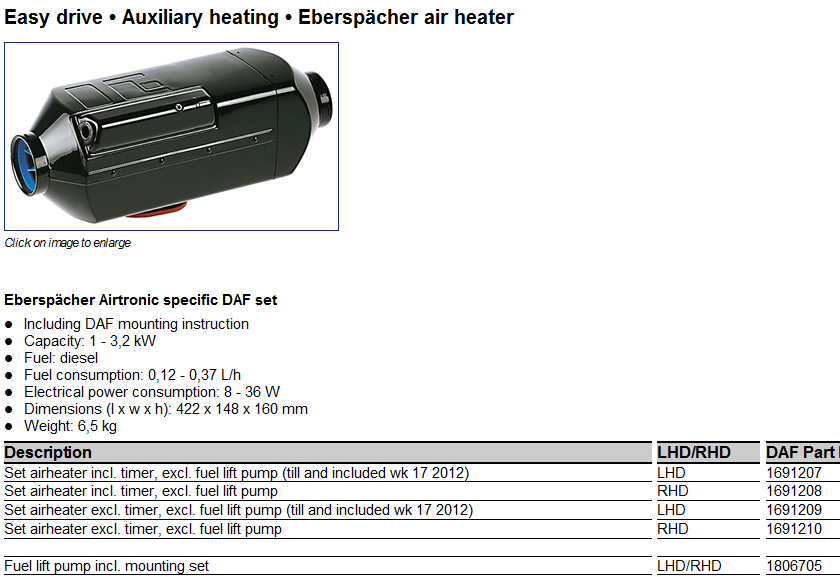 Easy drive • Auxiliary heating • Eberspächer air heater
Click on image to enlarge
Eberspächer Airtronic specific DAF set
● Including DAF mounting instruction
● Capacity: 1 - 3,2 kW
● Fuel: diesel
● Fuel consumption: 0,12 - 0,37 L/h
● Electrical power consumption: 8 - 36 W
● Dimensions (l x w x h): 422 x 148 x 160 mm
● Weight: 6,5 kg
Description LHD/RHD DAF Part
Set airheater incl. timer, excl. fuel lift pump (till and included wk 17 2012) LHD 1691207
Set airheater incl. timer, excl. fuel lift pump RHD 1691208
Set airheater excl. timer, excl. fuel lift pump (till and included wk 17 2012) LHD 1691209
Set airheater excl. timer, excl. fuel lift pump RHD 1691210
Fuel lift pump incl. mounting set LHD/RHD 1806705